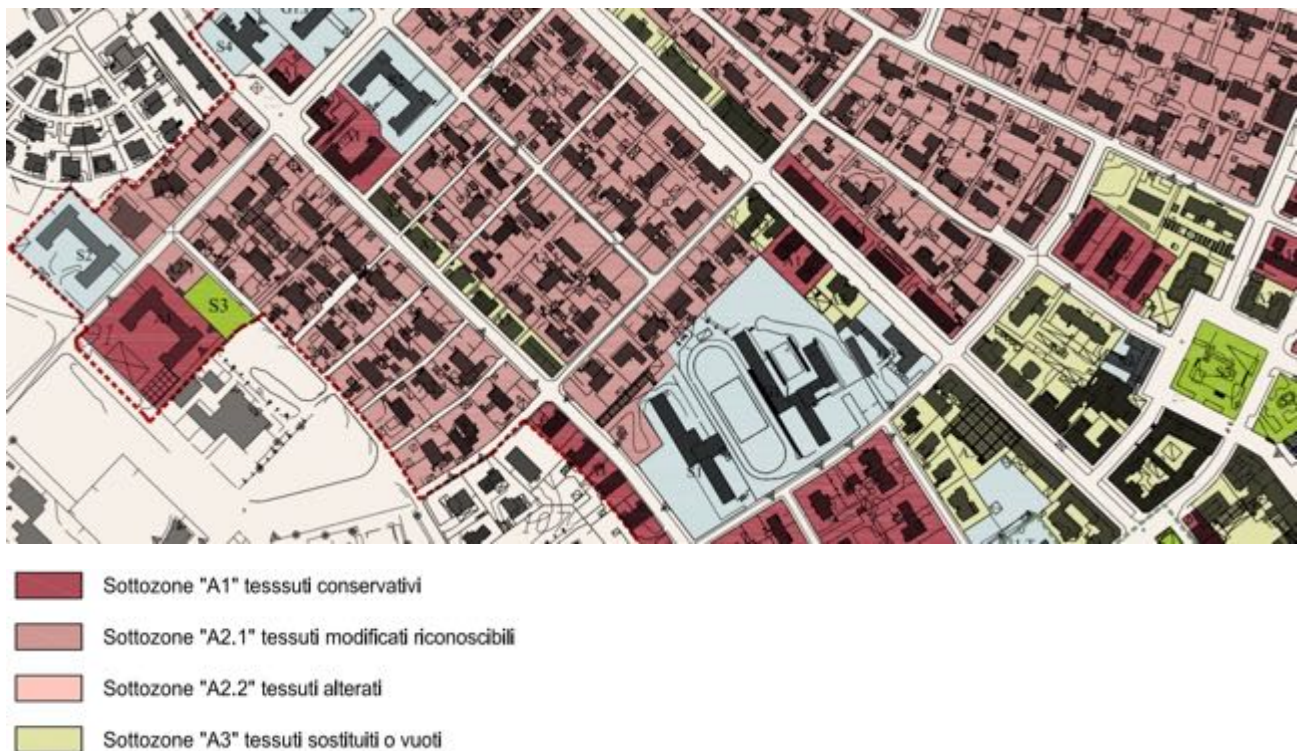 S4
S2
S3
Sottozone "A1" tesssuti conservativi
Sottozone "A2.1" tessuti modificati riconoscibili
Sottozone "A2.2" tessuti alterati
Sottozone "A3" tessuti sostituiti o vuoti